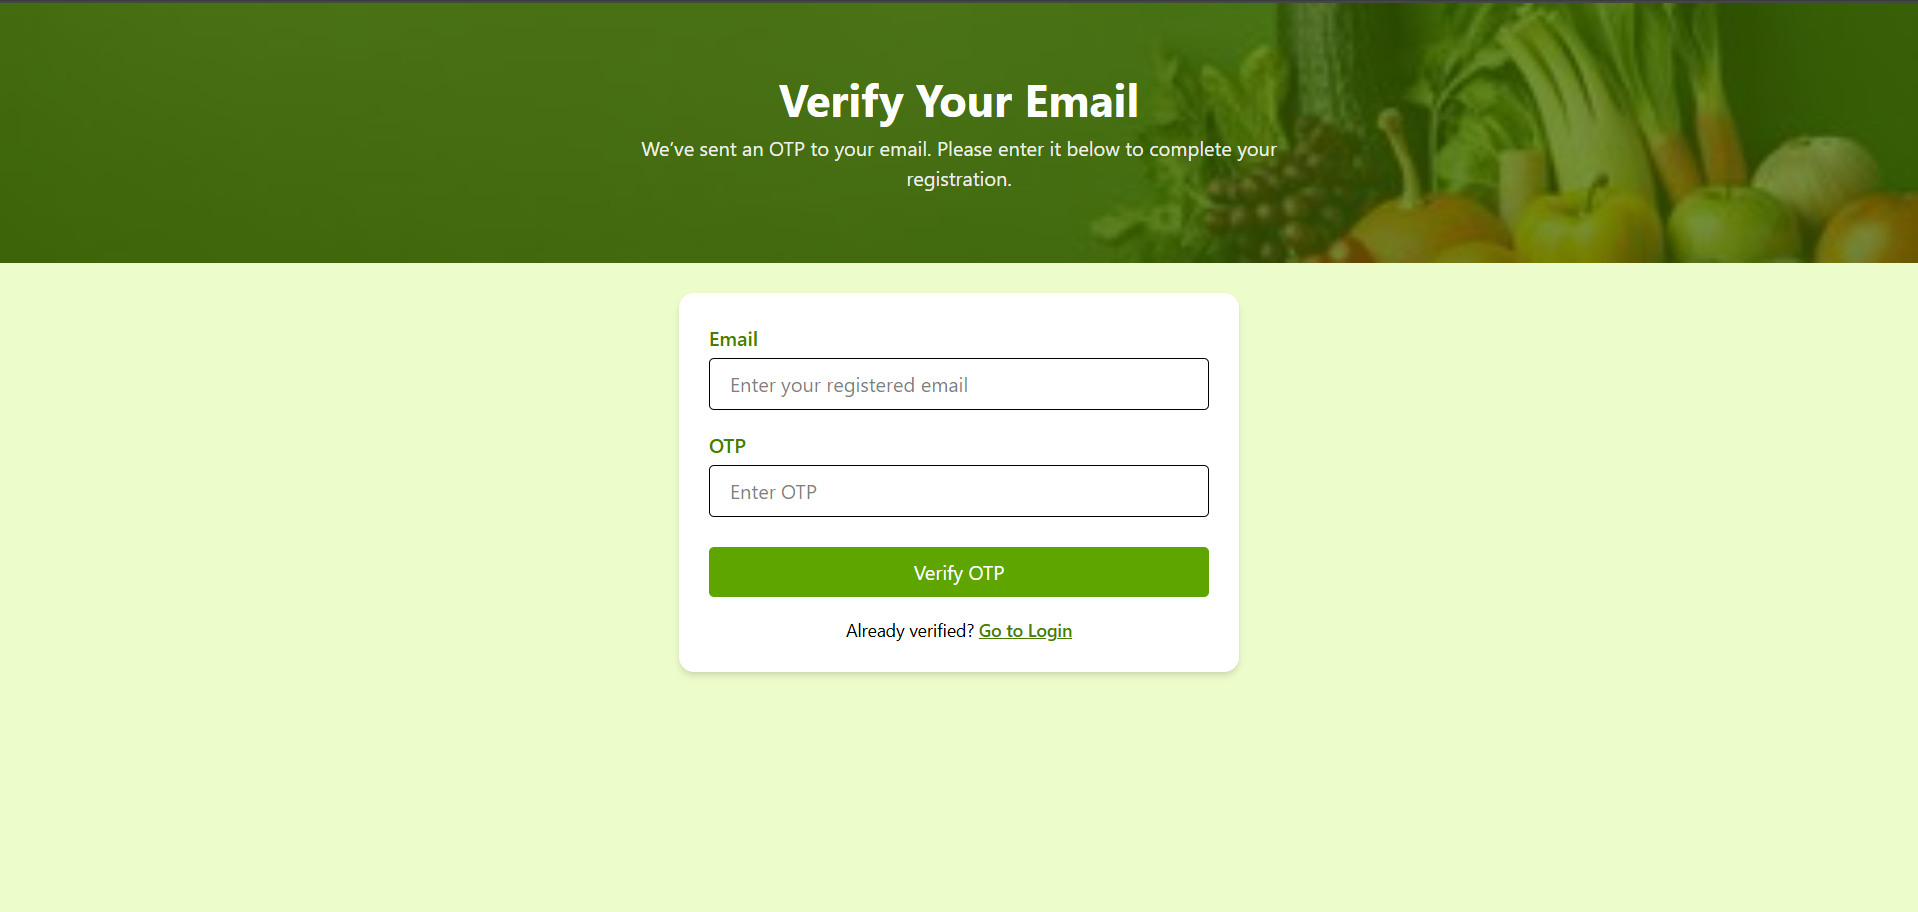 Verify Your Email
We’ve sent an OTP to your email. Please enter it below to complete your
registration.
Email
Enter your registered email
OTP
Enter OTP
Verify OTP
Already verified? Go to Login